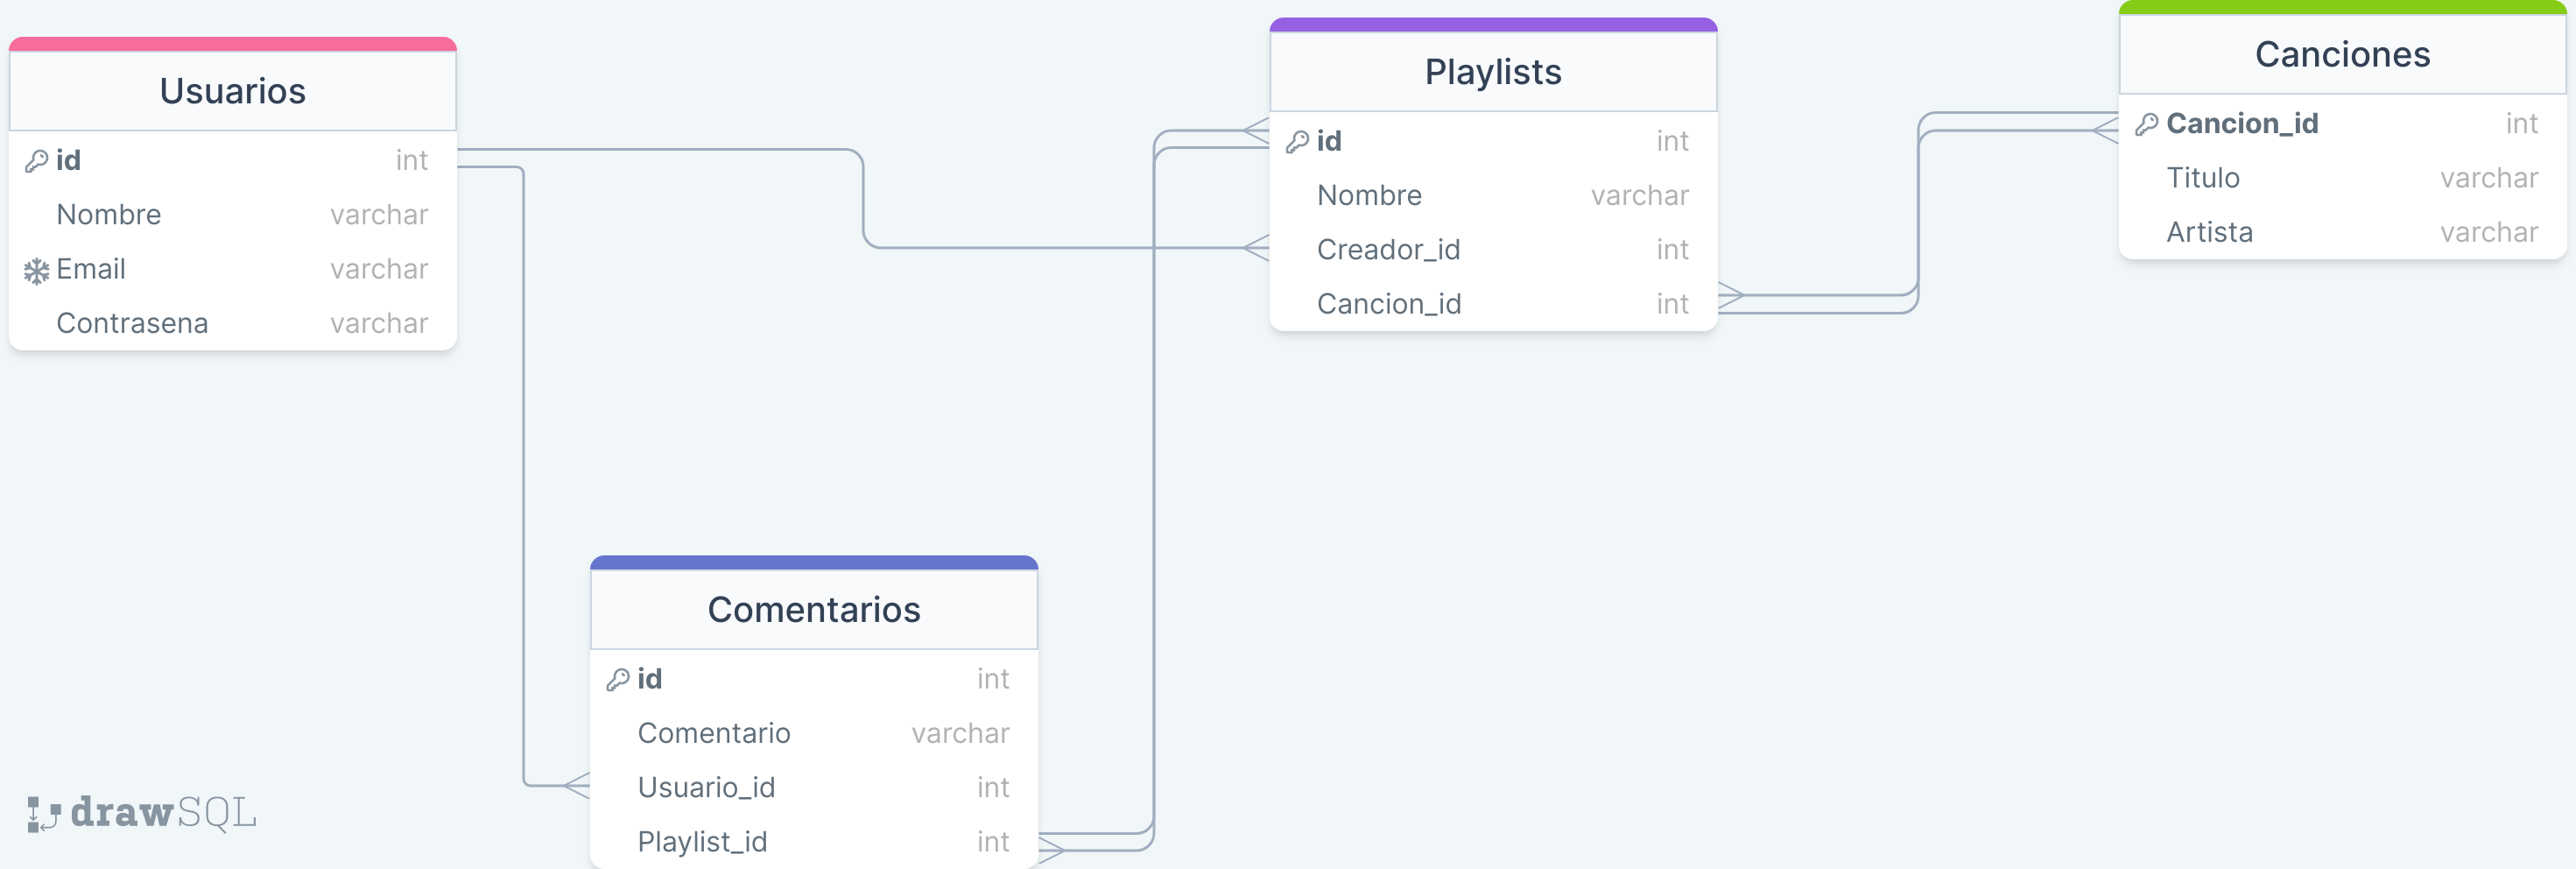 Usuarios
id int
Nombre varchar
Email varchar
Contrasena varchar
Playlists
id int
Nombre varchar
Creador_id int
Cancion_id int
Canciones
Cancion_id int
Titulo varchar
Artista varchar
Comentarios
id int
Comentario varchar
Usuario_id int
Playlist_id int
drawSQL